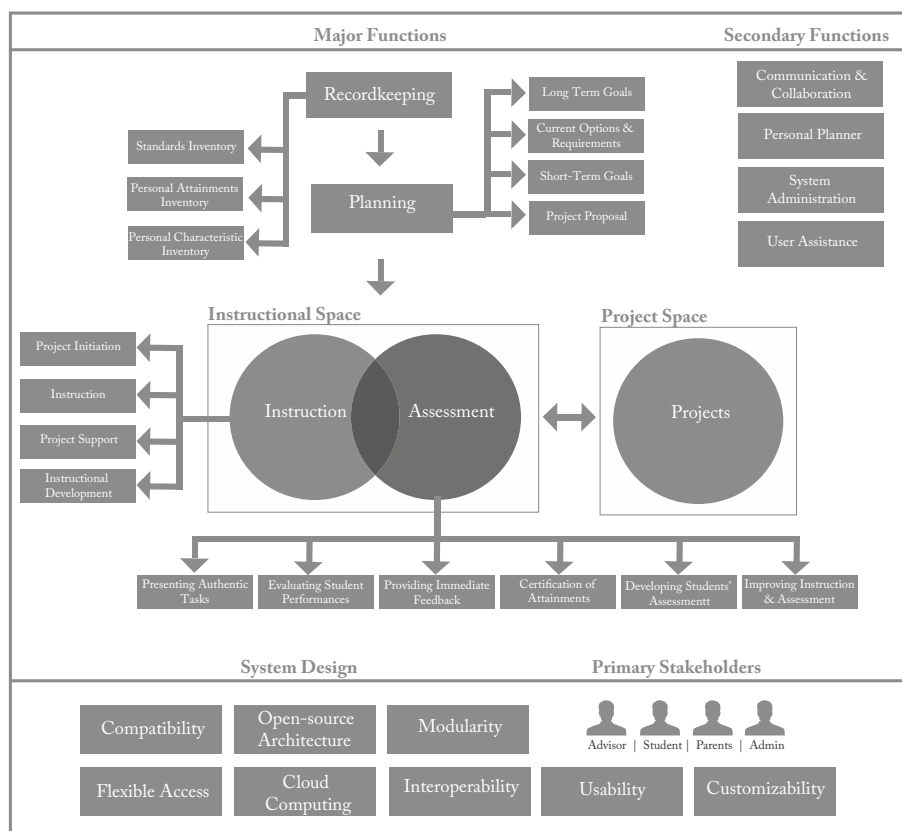 Major Functions
Secondary Functions
Recordkeeping
Long Term Goals
Current Options &
Requirements
Short-Term Goals
Project Proposal
Standards Inventory
Personal Attainments
Inventory
Personal Characteristic
Inventory
Planning
Communication &
Collaboration
Personal Planner
System
Administration
User Assistance
Instructional Space
Project Space
Project Initiation
Instruction
Project Support
Instructional
Development
Instruction
Assessment
Projects
Presenting Authentic
Tasks
Evaluating Student
Performances
Providing Immediate
Feedback
Certification of
Attainments
Developing Students'
Assessmentt
Improving Instruction
& Assessment
System Design
Primary Stakeholders
Compatibility
Open-source
Architecture
Modularity
Advisor | Student | Parents | Admin
Flexible Access
Cloud
Computing
Interoperability
Usability
Customizability